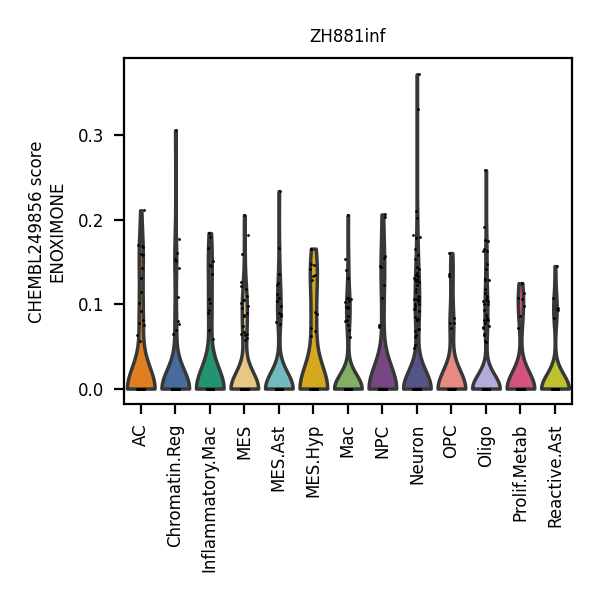 ZH881inf
CHEMBL249856 score
ENOXIMONE
0.3
0.2
0.1
0.0
AC
Chromatin.Reg
Inflammatory.Mac
MES
MES.Ast
MES.Hyp
Mac
NPC
Neuron
OPC
Oligo
Prolif.Metab
Reactive.Ast